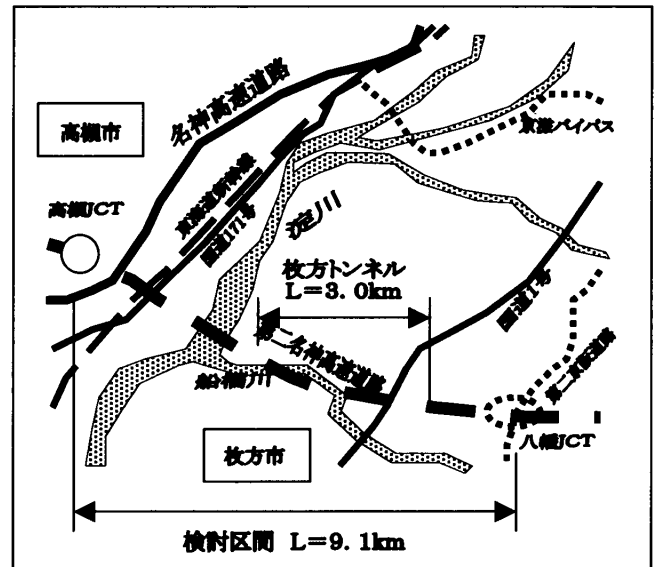 名神高速道路
高槻市
京滋バイパス
東海道新幹線
高槻JCT
国道171号
淀川
枚方トンネル
L=3.0km
国道1号
第二名神高速道路
第二京阪道路
船橋川
八幡JCT
枚方市
検討区間 L=9.1km